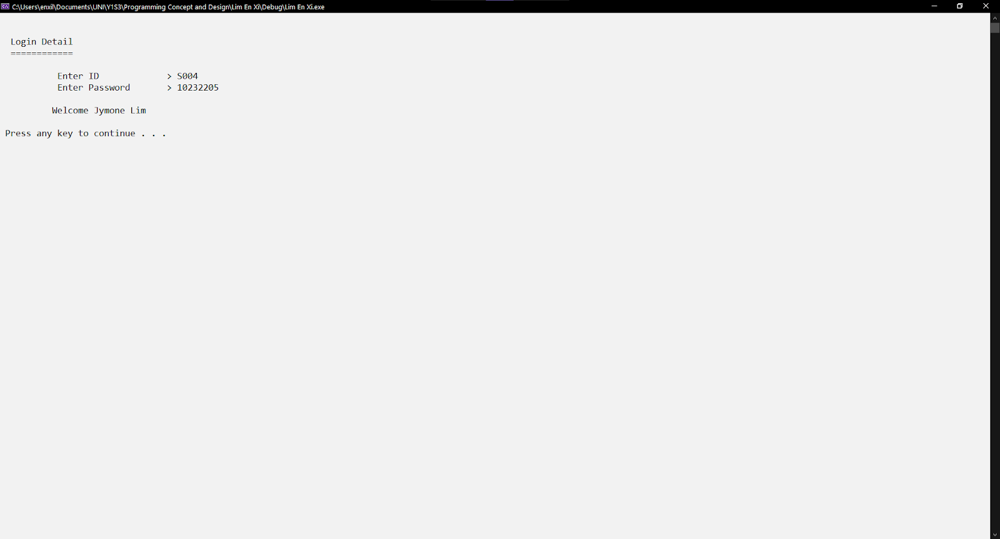 C:\Users\enxil\Documents\UNI\Y1S3\Programming Concept and Design\Lim En Xi\Debug\Lim En Xi.exe
Login Detail
============
Enter ID > S004
Enter Password > 10232205
Welcome Jymone Lim
Press any key to continue . . .